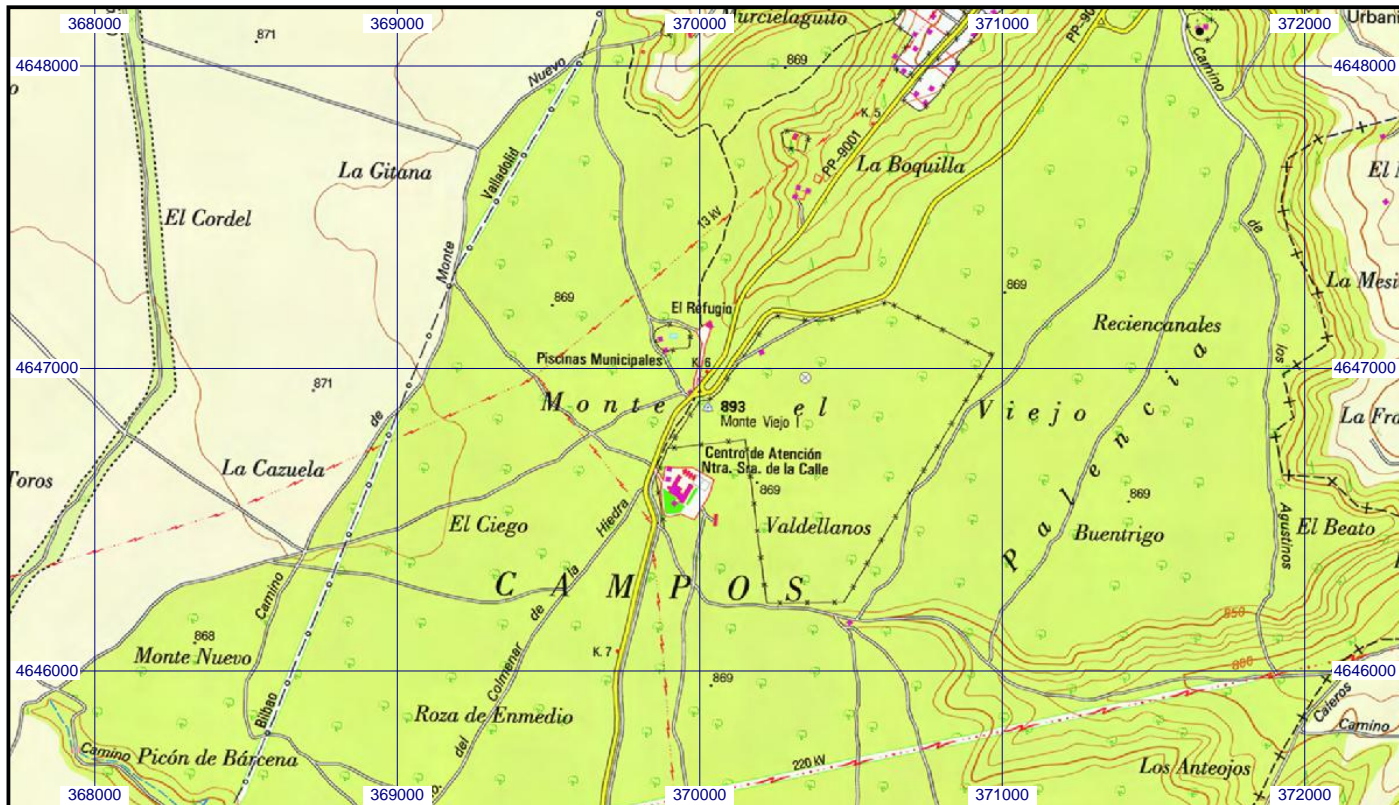 368000
369000
370000
371000
372000
Murcielaguito
PP-90
Urbani
871
4648000
4648000
Nuevo
869
Camino
K. 5
PP-9001
La Boquilla
La Gitana
Valladolid
El Cordel
13 kV
de
Monte
869
869
La Mesi
El Refugio
Reciencanales
Piscinas Municipales
K. 6
4647000
4647000
871
los
Monte el Viejo
893
Monte Viejo 1
Palencia
La Fra
de
Centro de Atención
Ntra. Sra. de la Calle
La Cazuela
Toros
869
869
Hiedra
El Ciego
Valdellanos
Buentrigo
El Beato
Agustinos
la
CAMPOS
de
Camino
850
868
Monte Nuevo
K. 7
800
4646000
4646000
869
Colmenar
Bilbao
Roza de Enmedio
Caleros
Camino
del
Camino
Picón de Bárcena
220 kV
Los Anteojos
368000
369000
370000
371000
372000